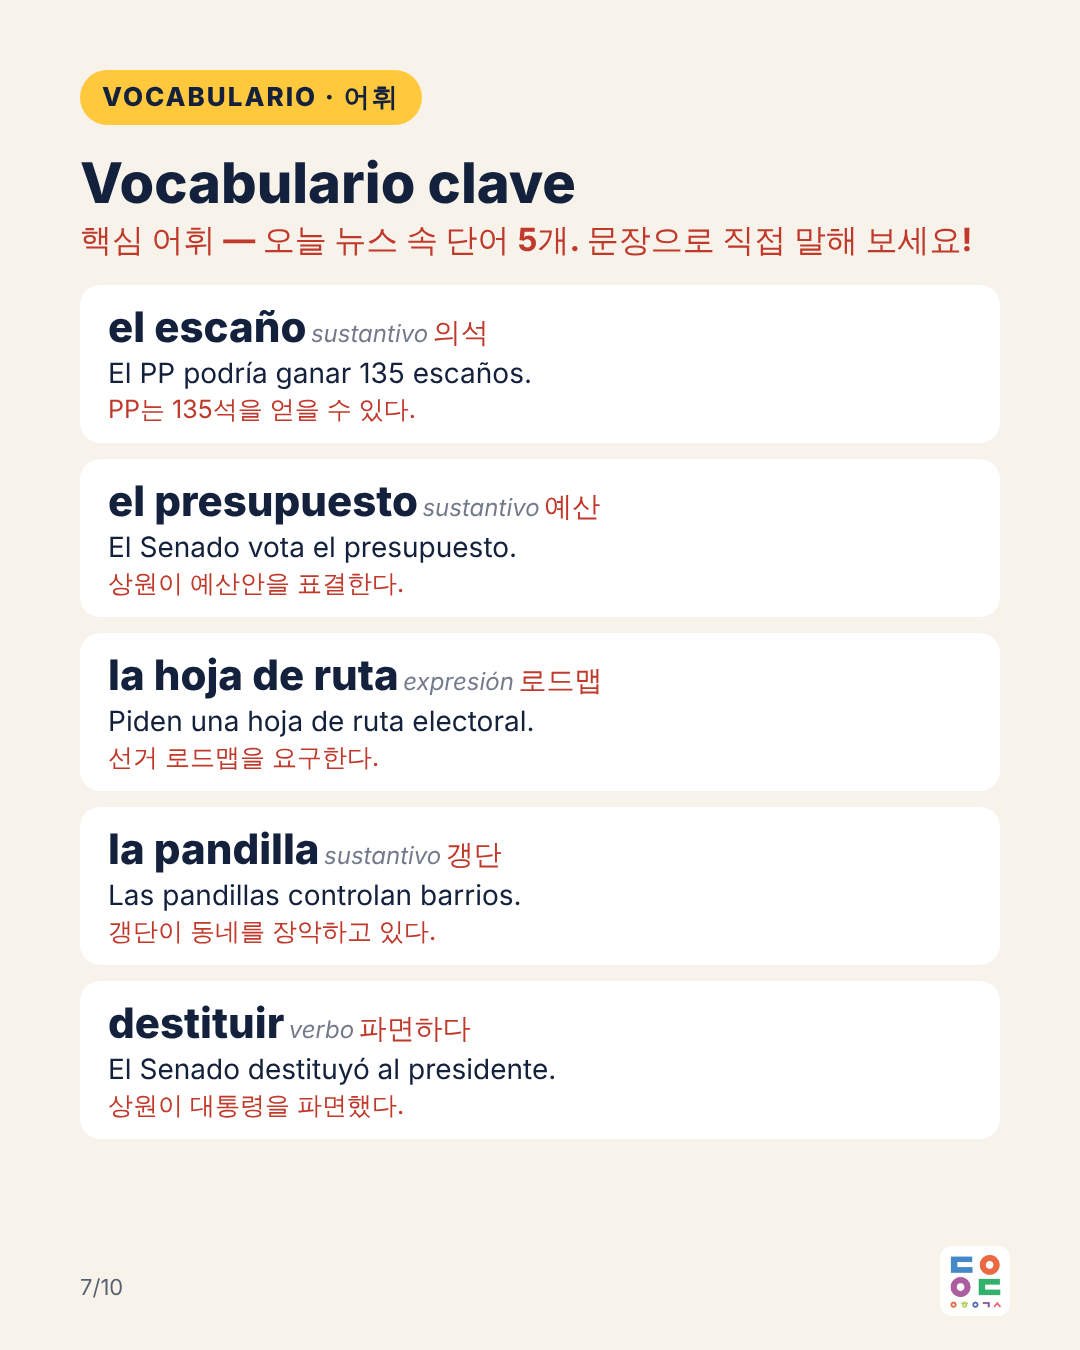 VOCABULARIO · 어휘
Vocabulario clave
핵심 어휘 — 오늘 뉴스 속 단어 5개. 문장으로 직접 말해 보세요!
el escaño sustantivo 의석
El PP podría ganar 135 escaños.
PP는 135석을 얻을 수 있다.
el presupuesto sustantivo 예산
El Senado vota el presupuesto.
상원이 예산안을 표결한다.
la hoja de ruta expresión 로드맵
Piden una hoja de ruta electoral.
선거 로드맵을 요구한다.
la pandilla sustantivo 갱단
Las pandillas controlan barrios.
갱단이 동네를 장악하고 있다.
destituir verbo 파면하다
El Senado destituyó al presidente.
상원이 대통령을 파면했다.
7/10